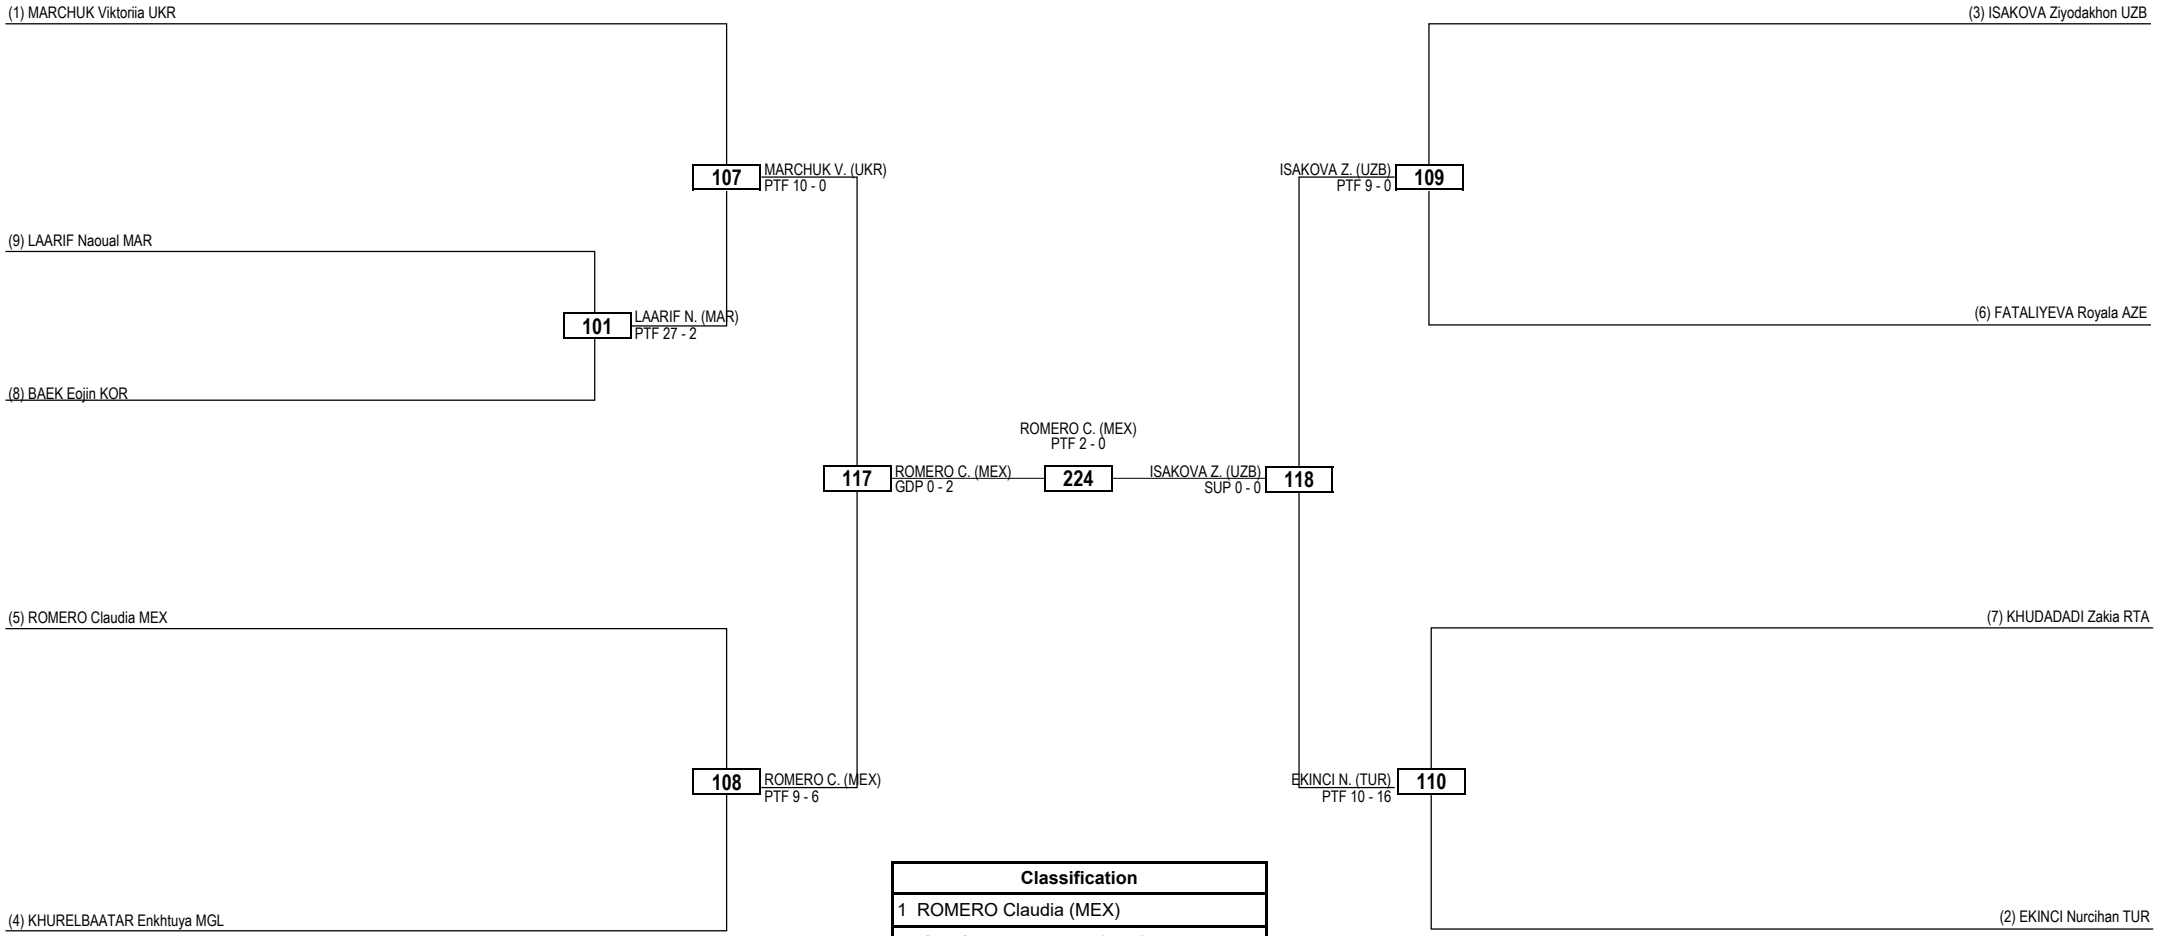 (1) MARCHUK Viktoriia UKR
(3) ISAKOVA Ziyodakhon UZB
107
MARCHUK V. (UKR)
PTF 10 - 0
ISAKOVA Z. (UZB)
PTF 9 - 0
109
(9) LAARIF Naoual MAR
101
LAARIF N. (MAR)
PTF 27 - 2
(6) FATALIYEVA Royala AZE
(8) BAEK Eojin KOR
ROMERO C. (MEX)
PTF 2 - 0
117
ROMERO C. (MEX)
GDP 0 - 2
224
ISAKOVA Z. (UZB)
SUP 0 - 0
118
(5) ROMERO Claudia MEX
(7) KHUDADADI Zakia RTA
108
ROMERO C. (MEX)
PTF 9 - 6
EKINCI N. (TUR)
PTF 10 - 16
110
Classification
1 ROMERO Claudia (MEX)
(4) KHURELBAATAR Enkhtuya MGL
(2) EKINCI Nurcihan TUR